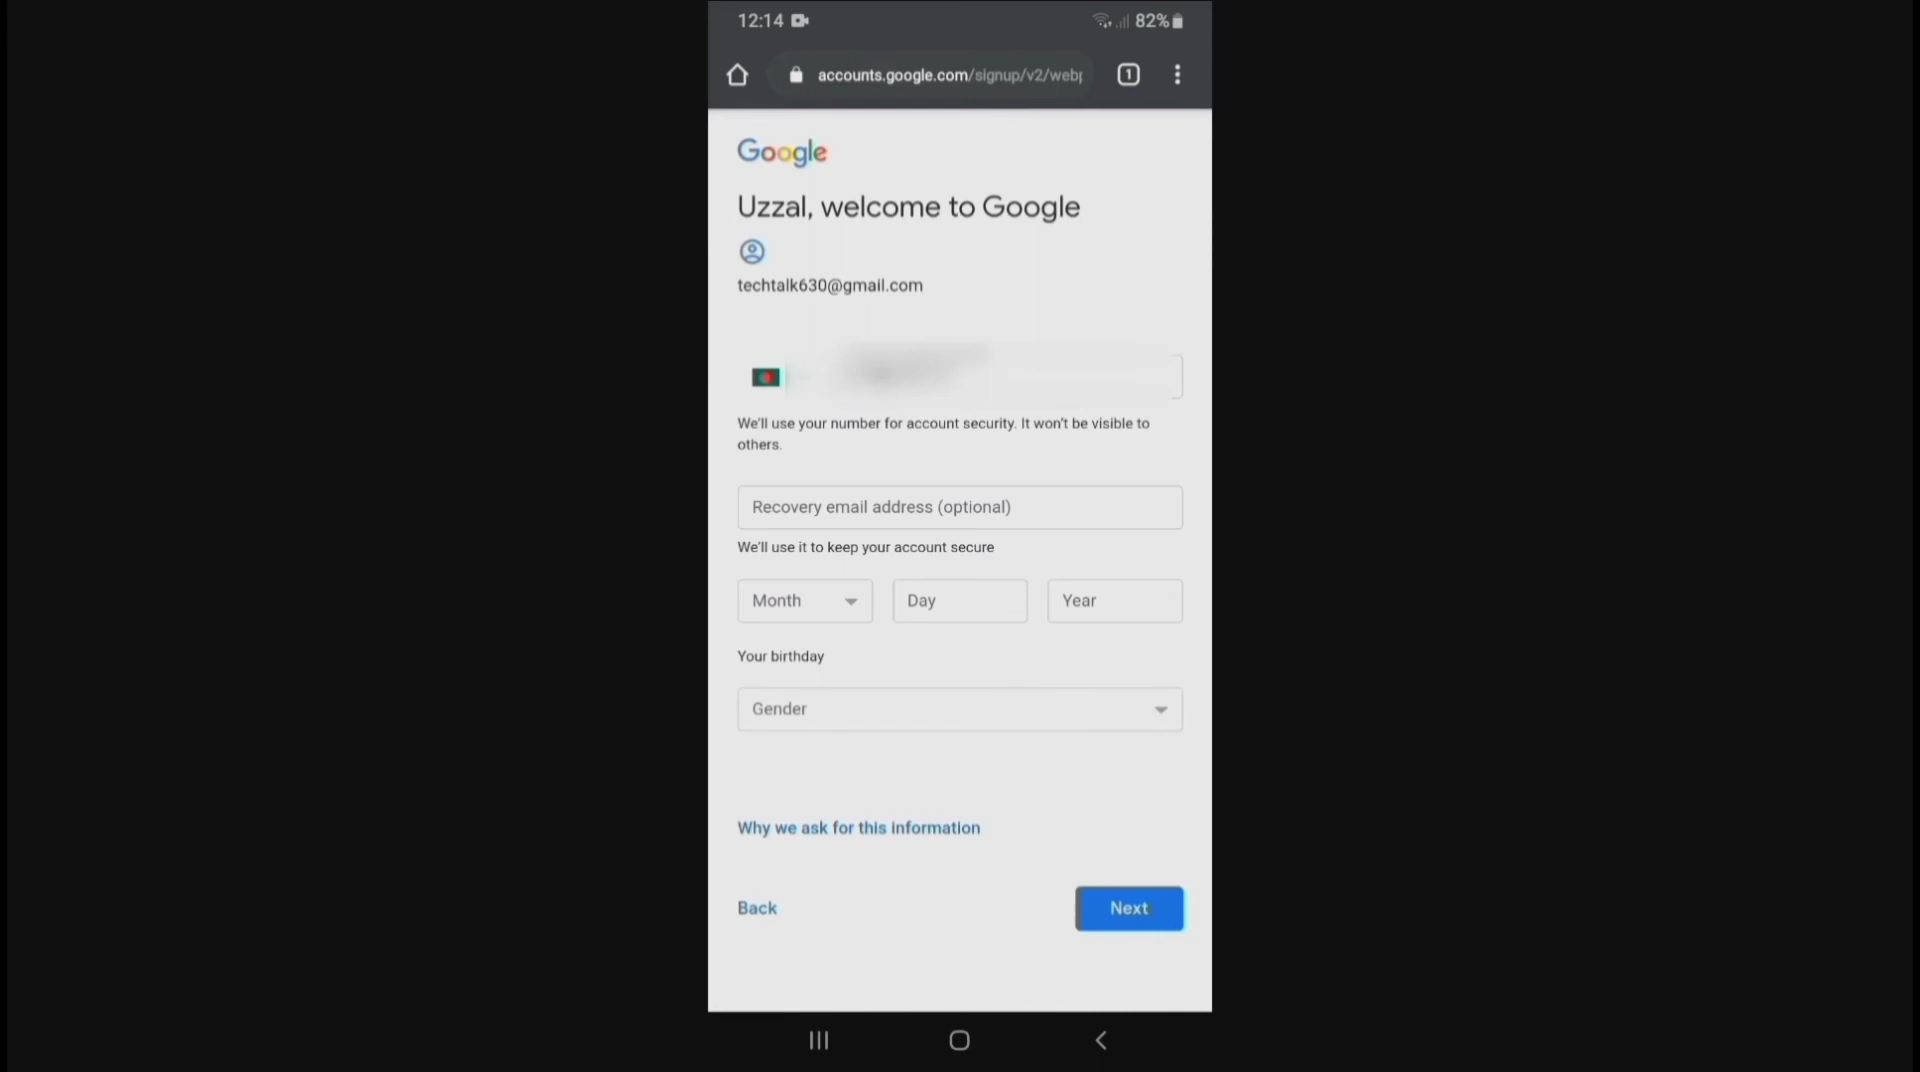 12:14
82%
accounts.google.com/signup/v2/web
1
Google
Uzzal, welcome to Google
techtalk630@gmail.com
We'll use your number for account security. It won't be visible to
others.
Recovery email address (optional)
We'll use it to keep your account secure
Month
Day
Year
Your birthday
Gender
Why we ask for this information
Back
Next